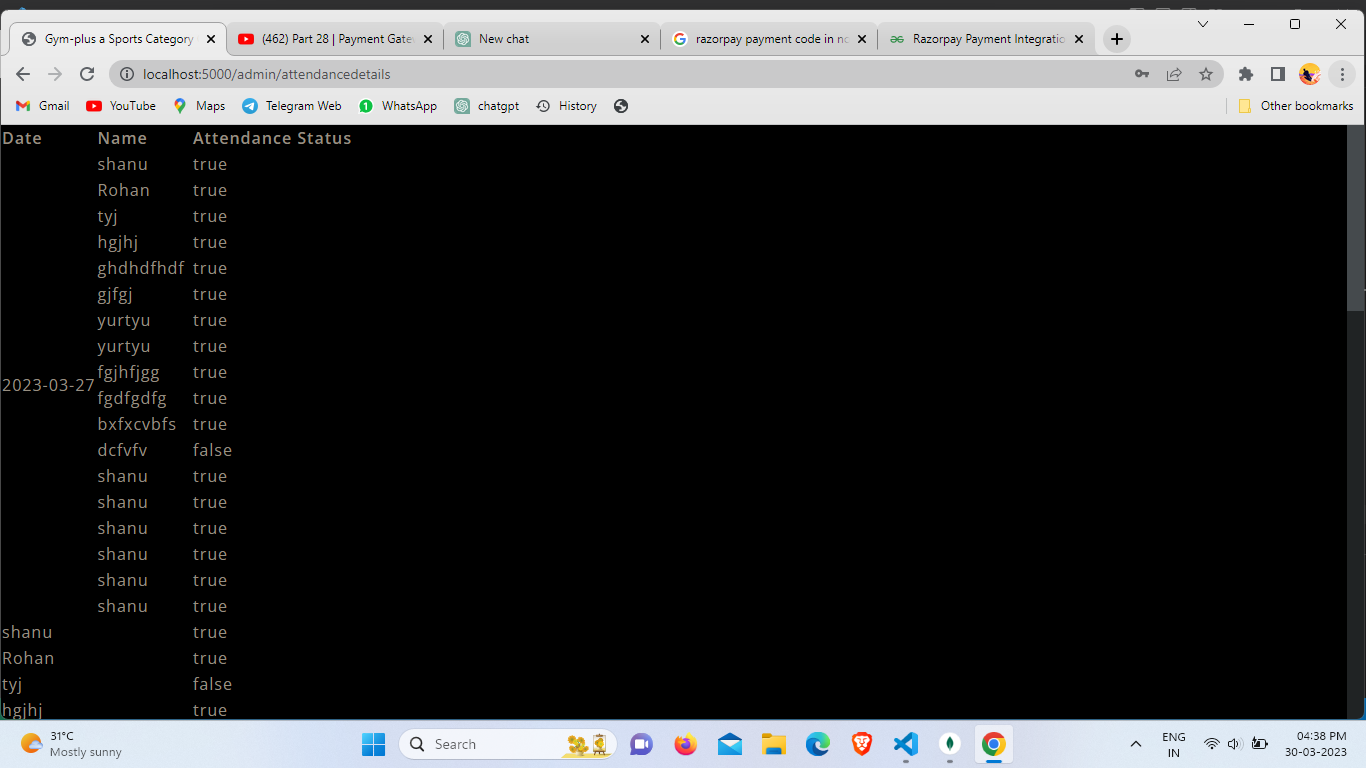 Gym-plus a Sports Category
(462) Part 28 | Payment Gate
New chat
razorpay payment code in no
Razorpay Payment Integratio
localhost:5000/admin/attendancedetails
Gmail YouTube Maps Telegram Web WhatsApp chatgpt History Other bookmarks
Date Name Attendance Status
shanu true
Rohan true
tyj true
hgjhj true
ghdhdfhdf true
gjfgj true
yurtyu true
yurtyu true
fgjhfjgg true
2023-03-27
fgdfgdfg true
bxfxcvbfs true
dcfvfv false
shanu true
shanu true
shanu true
shanu true
shanu true
shanu true
shanu true
Rohan true
tyj false
hgjhj true
31°C
Mostly sunny
Search
ENG
IN
04:38 PM
30-03-2023